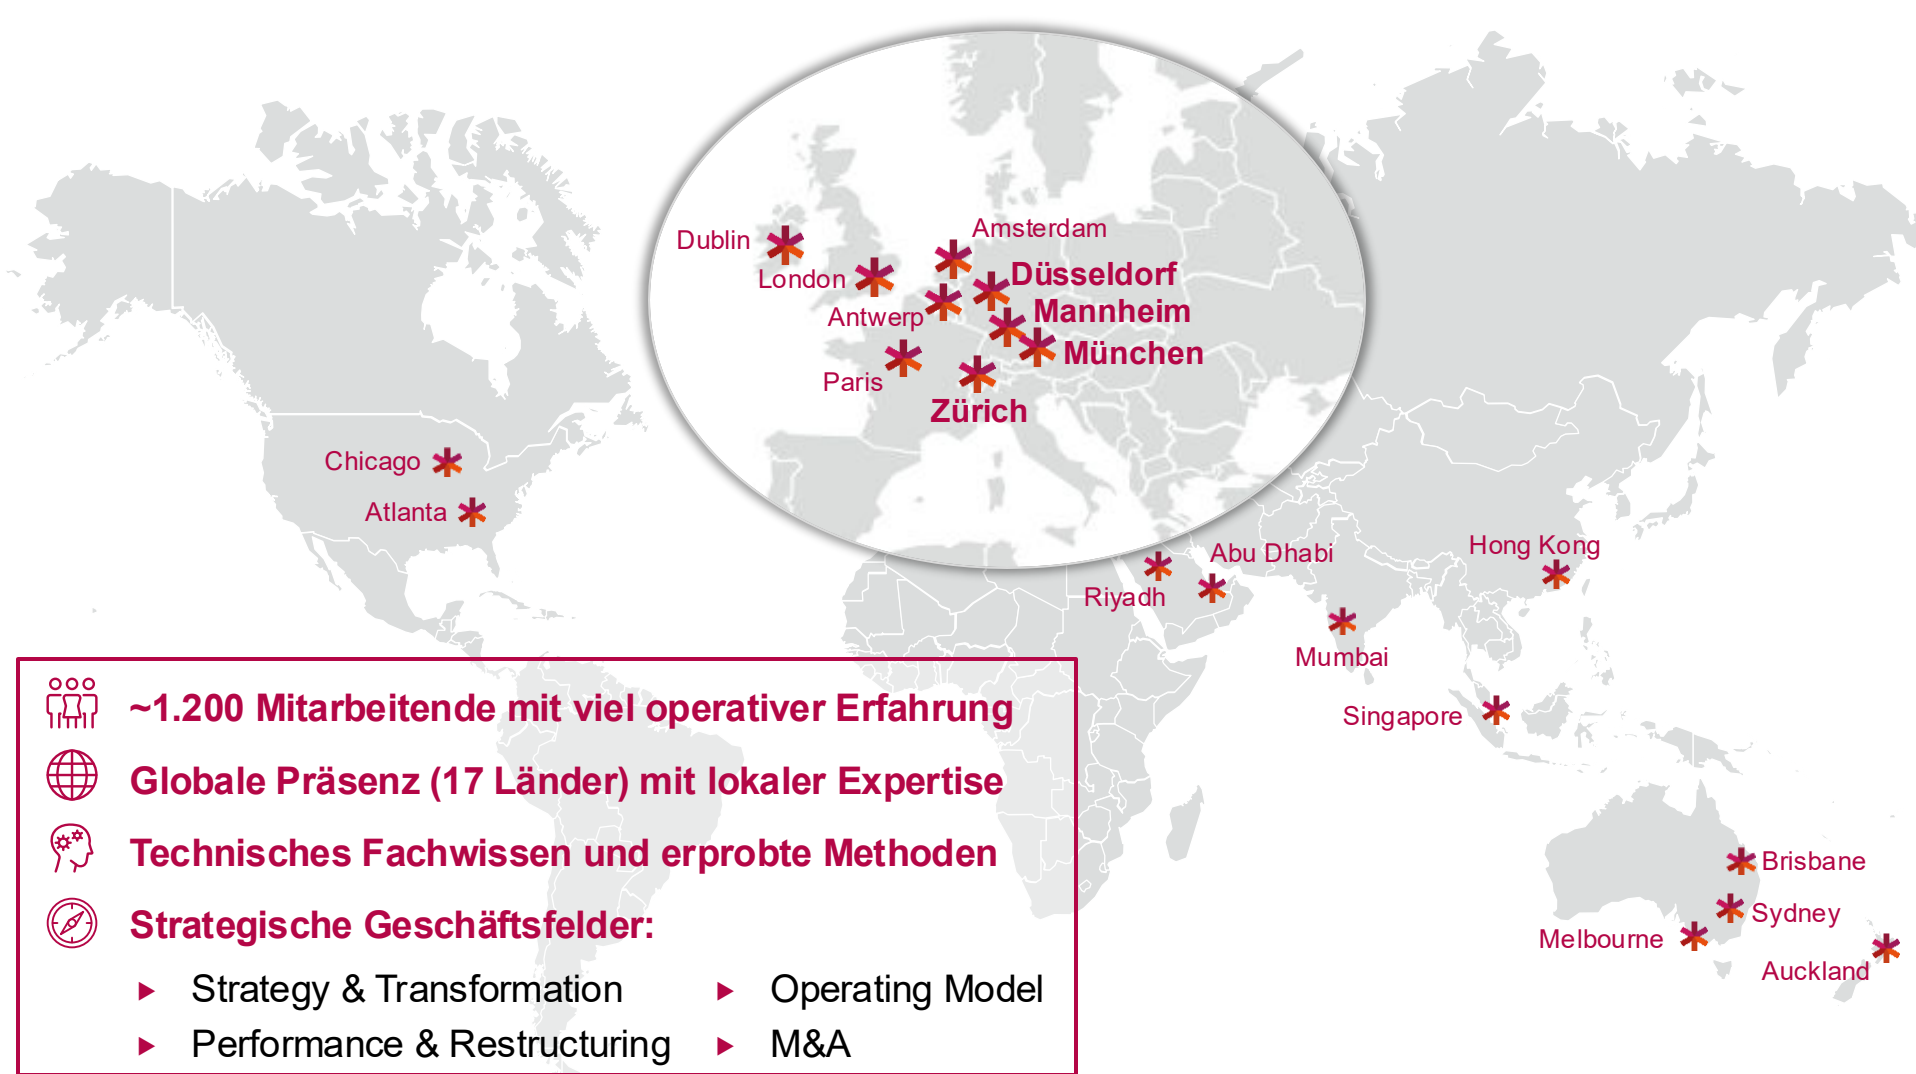 Dublin
Amsterdam
London
Düsseldorf
Antwerp
Mannheim
München
Paris
Zürich
Chicago
Atlanta
Abu Dhabi
Hong Kong
Riyadh
Mumbai
Singapore
Brisbane
Sydney
Melbourne
Auckland
~1.200 Mitarbeitende mit viel operativer Erfahrung
Globale Präsenz (17 Länder) mit lokaler Expertise
Technisches Fachwissen und erprobte Methoden
Strategische Geschäftsfelder:
Strategy & Transformation
Operating Model
Performance & Restructuring
M&A